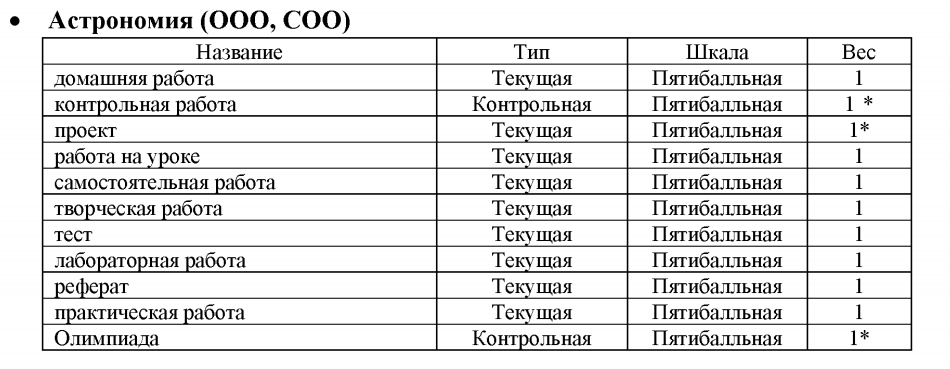 • Астрономия (ООО, СОО)
Название Тип Шкала Вес
домашняя работа Текущая Пятибалльная 1
контрольная работа Контрольная Пятибалльная 1 *
проект Текущая Пятибалльная 1*
работа на уроке Текущая Пятибалльная 1
самостоятельная работа Текущая Пятибалльная 1
творческая работа Текущая Пятибалльная 1
тест Текущая Пятибалльная 1
лабораторная работа Текущая Пятибалльная 1
реферат Текущая Пятибалльная 1
практическая работа Текущая Пятибалльная 1
Олимпиада Контрольная Пятибалльная 1*